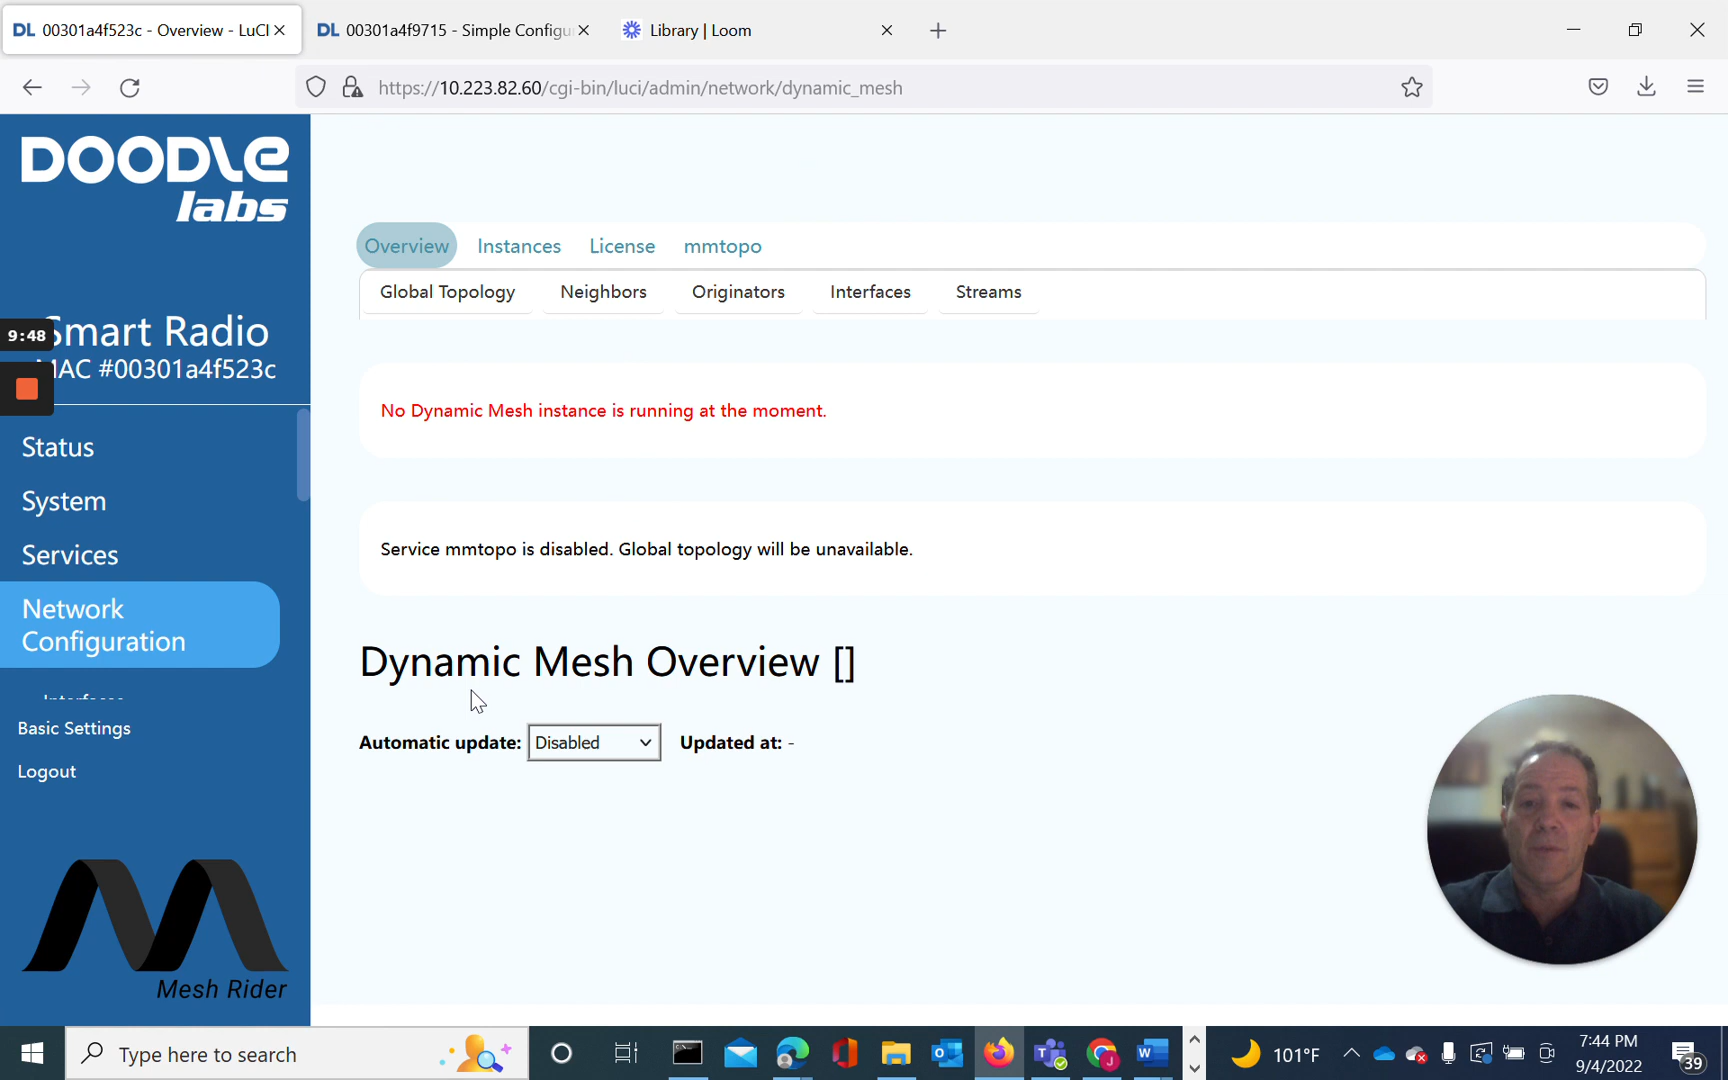 DL 00301a4f523c - Overview - LuCI
DL 00301a4f9715 - Simple Configu
Library | Loom
https://10.223.82.60/cgi-bin/luci/admin/network/dynamic_mesh
DOODLE
labs
Smart Radio
MAC #00301a4f523c
9:48
Status
System
Services
Network
Configuration
Interfaces
Basic Settings
Logout
Mesh Rider
Overview Instances License mmtopo
Global Topology Neighbors Originators Interfaces Streams
No Dynamic Mesh instance is running at the moment.
Service mmtopo is disabled. Global topology will be unavailable.
Dynamic Mesh Overview []
Automatic update: Disabled Updated at: -
Type here to search
101°F
7:44 PM
9/4/2022
39